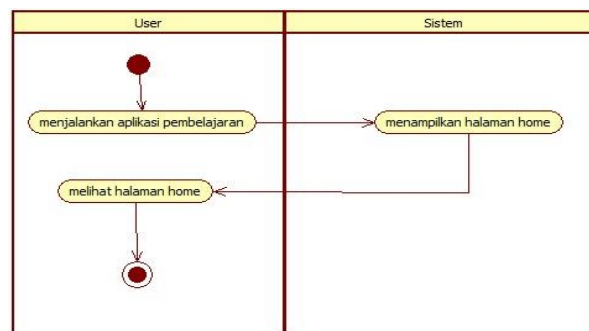 User
Sistem
menjalankan aplikasi pembelajaran
menampilkan halaman home
melihat halaman home